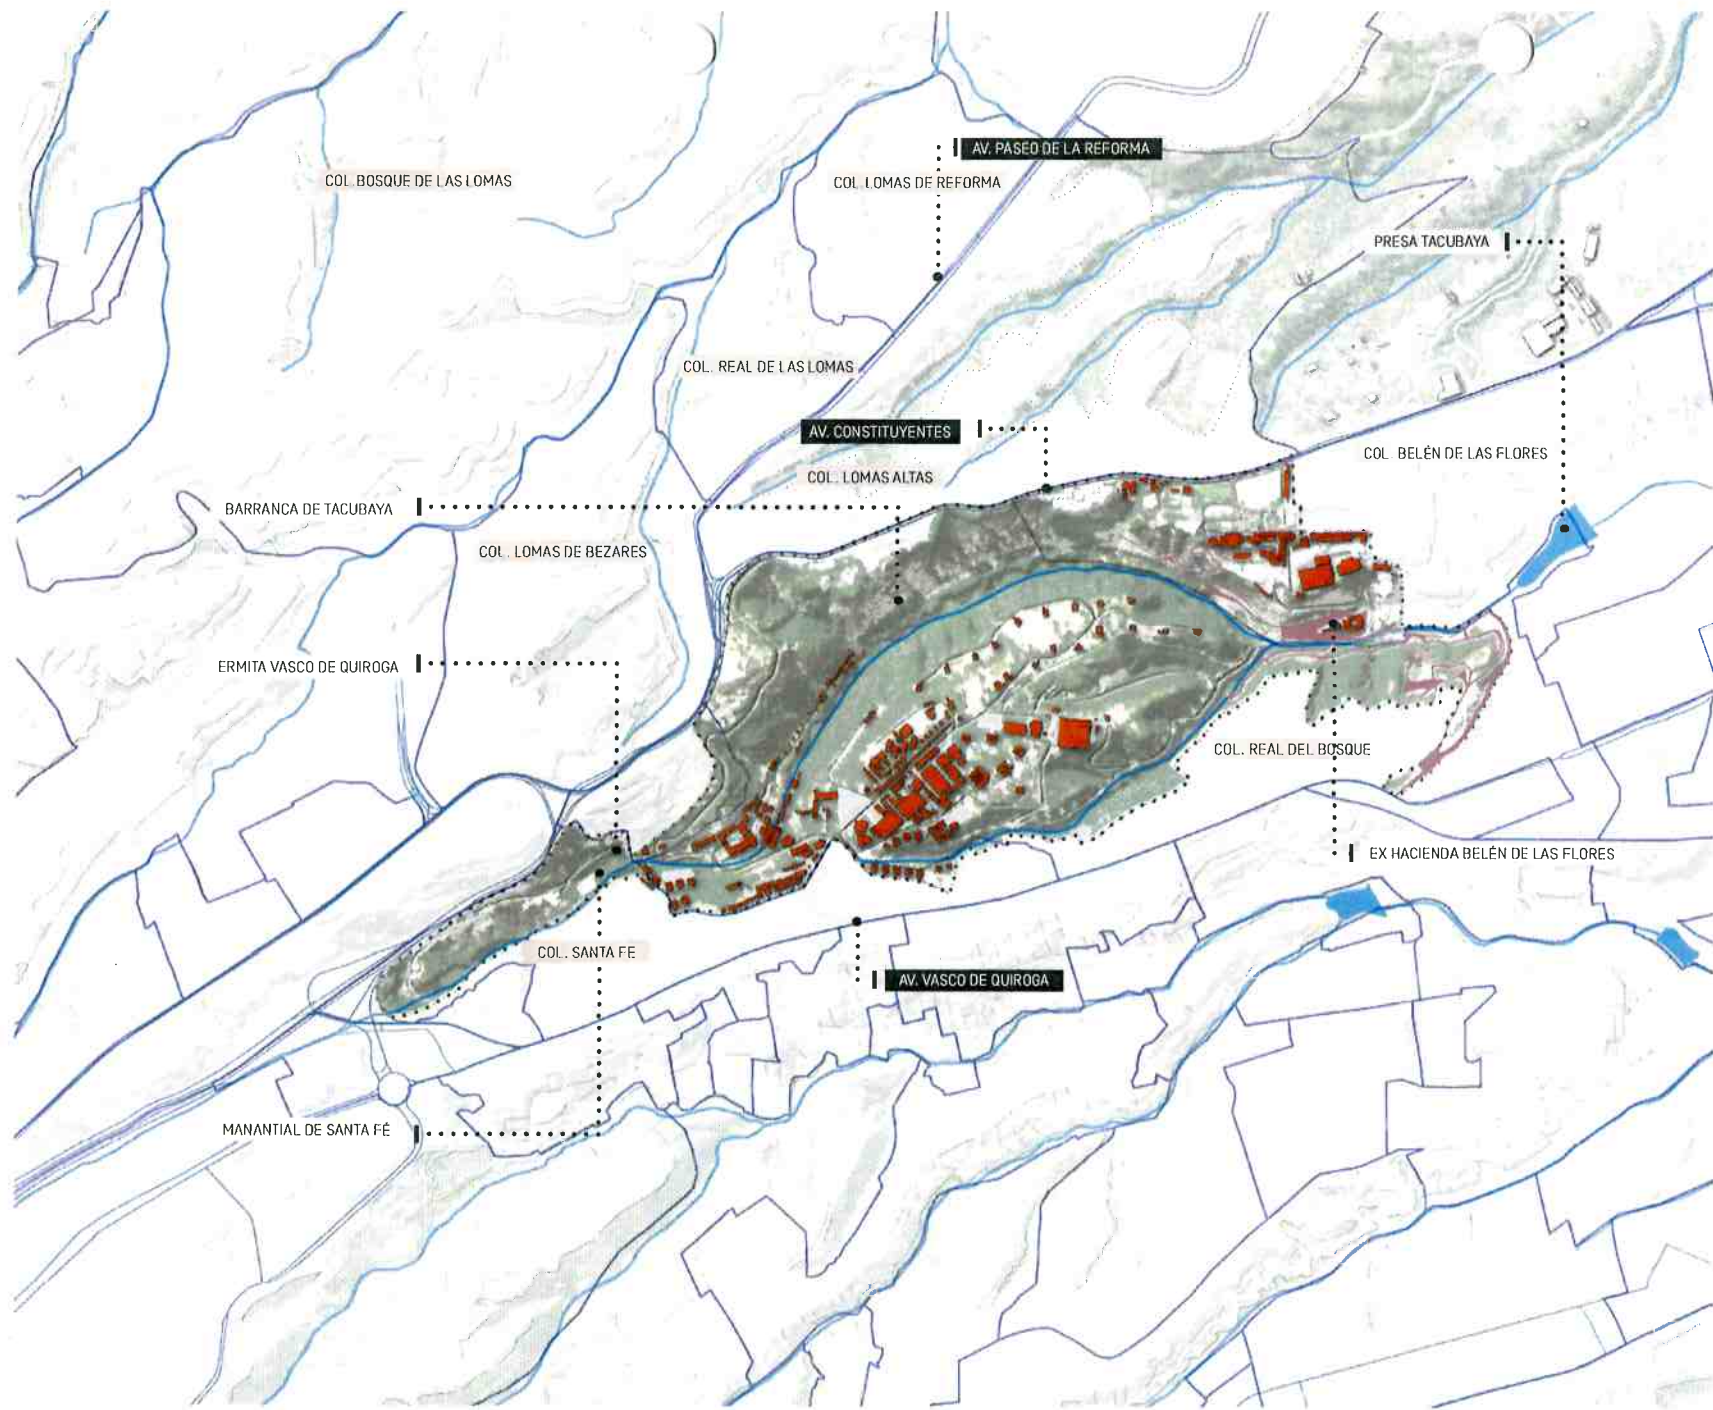 AV. PASEO DE LA REFORMA
COL. BOSQUE DE LAS LOMAS
COL. LOMAS DE REFORMA
PRESA TACUBAYA
COL. REAL DE LAS LOMAS
AV. CONSTITUYENTES
COL. BELÉN DE LAS FLORES
COL. LOMAS ALTAS
BARRANCA DE TACUBAYA
COL. LOMAS DE BEZARES
ERMITA VASCO DE QUIROGA
COL. REAL DEL BOSQUE
EX HACIENDA BELÉN DE LAS FLORES
COL. SANTA FE
AV. VASCO DE QUIROGA
MANANTIAL DE SANTA FÉ